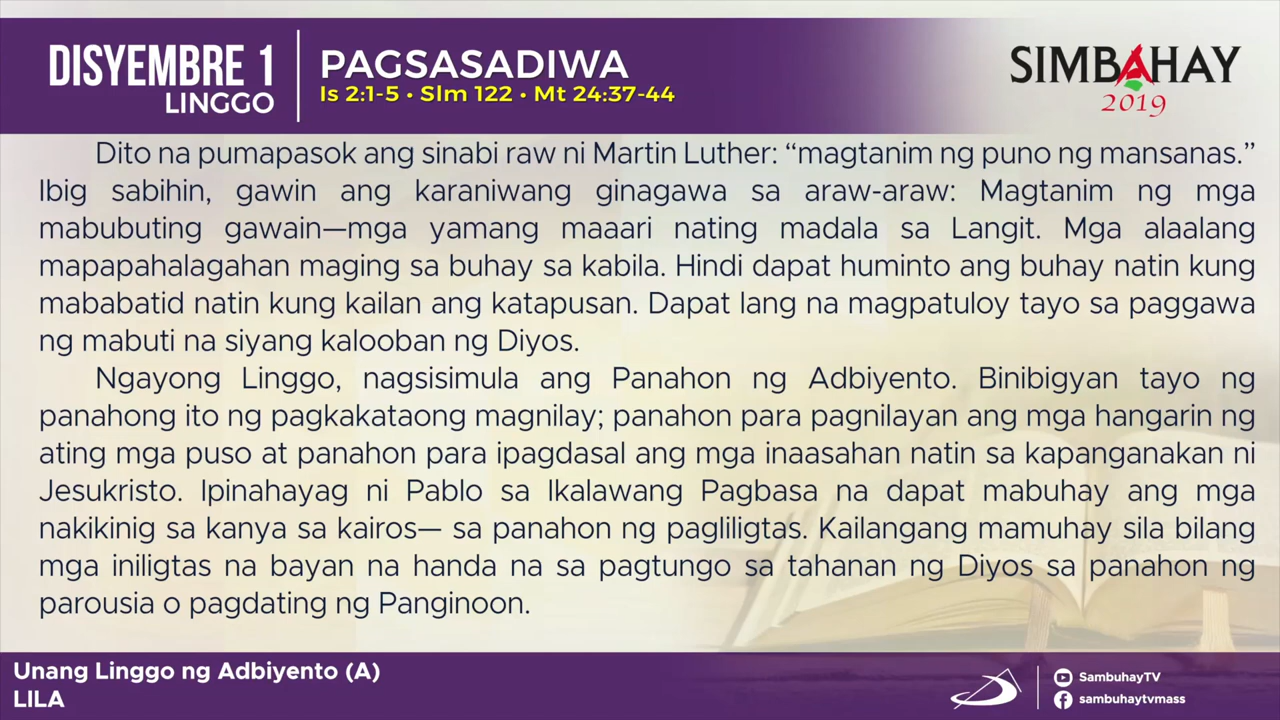 DISYEMBRE 1
LINGGO
PAGSASADIWA
Is 2:1-5 • Slm 122 • Mt 24:37-44
SIMBAHAY
2019
Dito na pumapasok ang sinabi raw ni Martin Luther: “magtanim ng puno ng mansanas.”
Ibig sabihin, gawin ang karaniwang ginagawa sa araw-araw: Magtanim ng mga
mabubuting gawain—mga yamang maaari nating madala sa Langit. Mga alaalang
mapapahalagahan maging sa buhay sa kabila. Hindi dapat huminto ang buhay natin kung
mababatid natin kung kailan ang katapusan. Dapat lang na magpatuloy tayo sa paggawa
ng mabuti na siyang kalooban ng Diyos.
Ngayong Linggo, nagsisimula ang Panahon ng Adbiyento. Binibigyan tayo ng
panahong ito ng pagkakataong magnilay; panahon para pagnilayan ang mga hangarin ng
ating mga puso at panahon para ipagdasal ang mga inaasahan natin sa kapanganakan ni
Jesukristo. Ipinahayag ni Pablo sa Ikalawang Pagbasa na dapat mabuhay ang mga
nakikinig sa kanya sa kairos— sa panahon ng pagliligtas. Kailangang mamuhay sila bilang
mga iniligtas na bayan na handa na sa pagtungo sa tahanan ng Diyos sa panahon ng
parousia o pagdating ng Panginoon.
Unang Linggo ng Adbiyento (A)
LILA
SambuhayTV
sambuhaytvmass